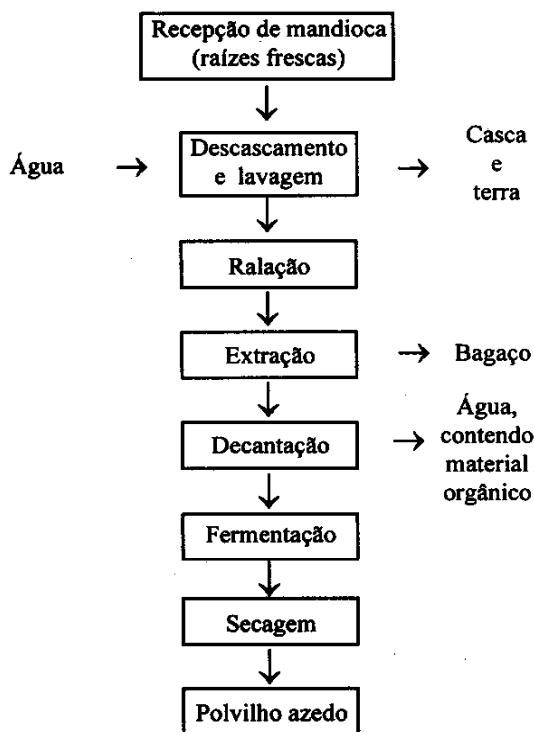 Recepção de mandioca
(raízes frescas)
Água
Descascamento
e lavagem
Casca
e
terra
Ralação
Extração
Bagaço
Decantação
Água,
contendo
material
orgânico
Fermentação
Secagem
Polvilho azedo